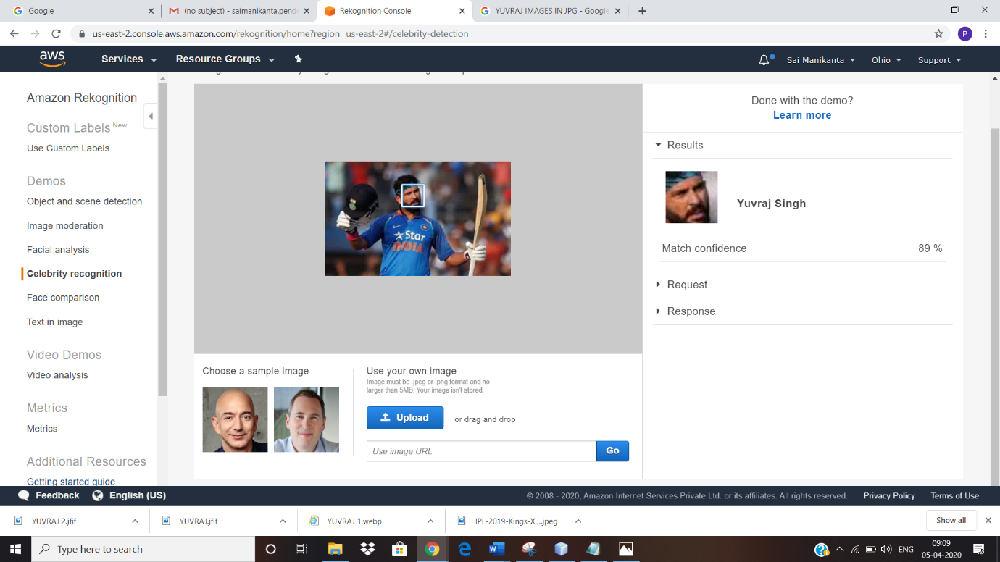 Google
(no subject) - saimanikanta.pend
Rekognition Console
YUVRAJ IMAGES IN JPG - Google
us-east-2.console.aws.amazon.com/rekognition/home?region=us-east-2#/celebrity-detection
P
aws
Services
Resource Groups
Sai Manikanta
Ohio
Support
Amazon Rekognition
Custom Labels New
Use Custom Labels
Demos
Object and scene detection
Image moderation
Facial analysis
Celebrity recognition
Face comparison
Text in image
Video Demos
Video analysis
Metrics
Metrics
Additional Resources
Getting started guide
Star
INDIA
Choose a sample image
Use your own image
Image must be .jpeg or .png format and no
larger than 5MB. Your image isn't stored.
Upload
or drag and drop
Use image URL
Go
Done with the demo?
Learn more
Results
Yuvraj Singh
Match confidence 89 %
Request
Response
Feedback
English (US)
© 2008 - 2020, Amazon Internet Services Private Ltd. or its affiliates. All rights reserved.
Privacy Policy
Terms of Use
YUVRAJ 2.jfif
YUVRAJ.jfif
YUVRAJ 1.webp
IPL-2019-Kings-X....jpeg
Show all
Type here to search
ENG
09:09
05-04-2020